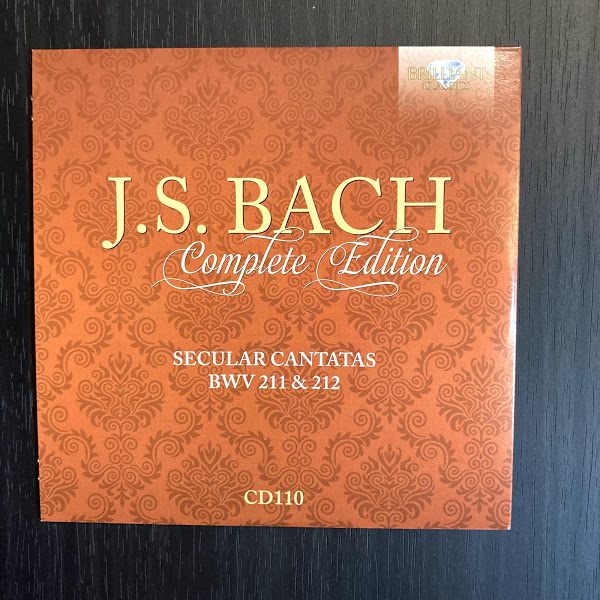 BRILLIANT
CLASSICS
J.S. BACH
Complete Edition
SECULAR CANTATAS
BWV 211 & 212
CD110